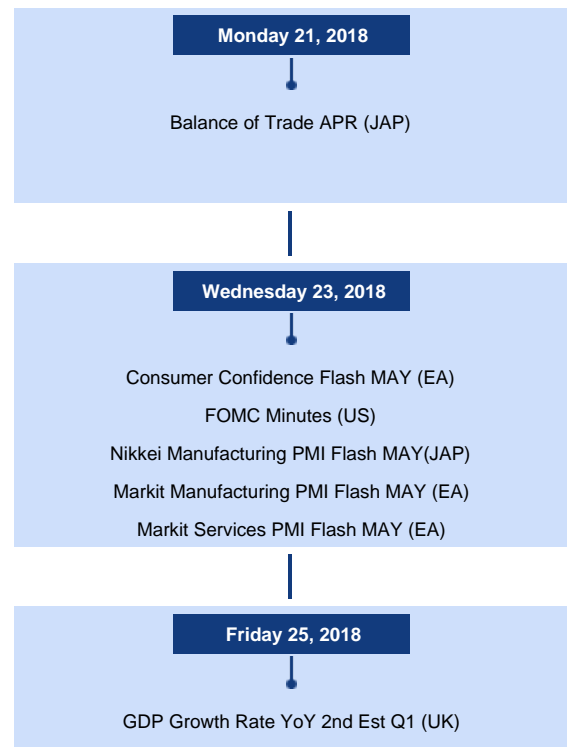 Monday 21, 2018
Balance of Trade APR (JAP)
Wednesday 23, 2018
Consumer Confidence Flash MAY (EA)
FOMC Minutes (US)
Nikkei Manufacturing PMI Flash MAY(JAP)
Markit Manufacturing PMI Flash MAY (EA)
Markit Services PMI Flash MAY (EA)
Friday 25, 2018
GDP Growth Rate YoY 2nd Est Q1 (UK)